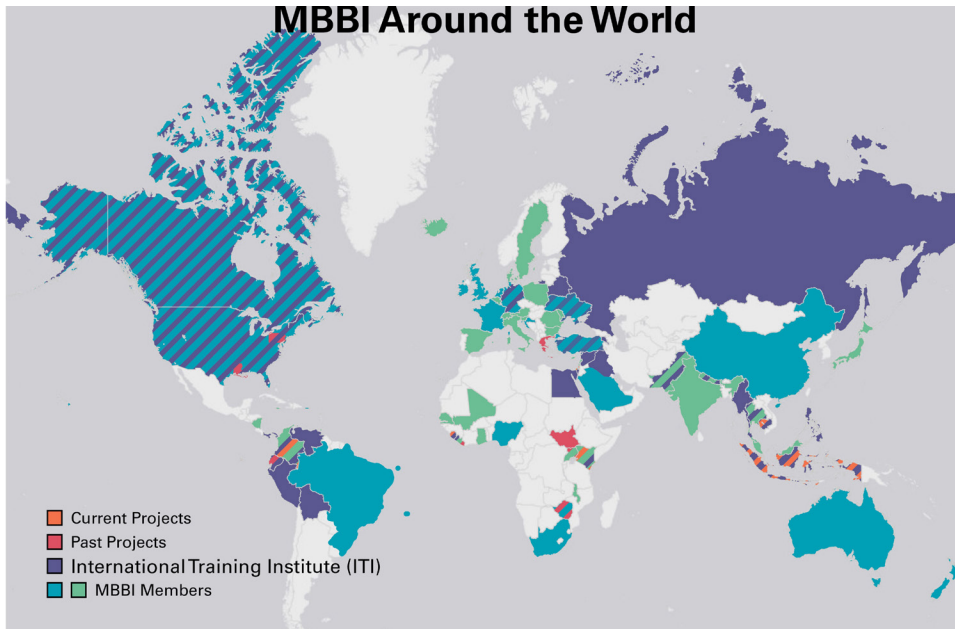 MBBI Around the World
Current Projects
Past Projects
International Training Institute (ITI)
MBBI Members